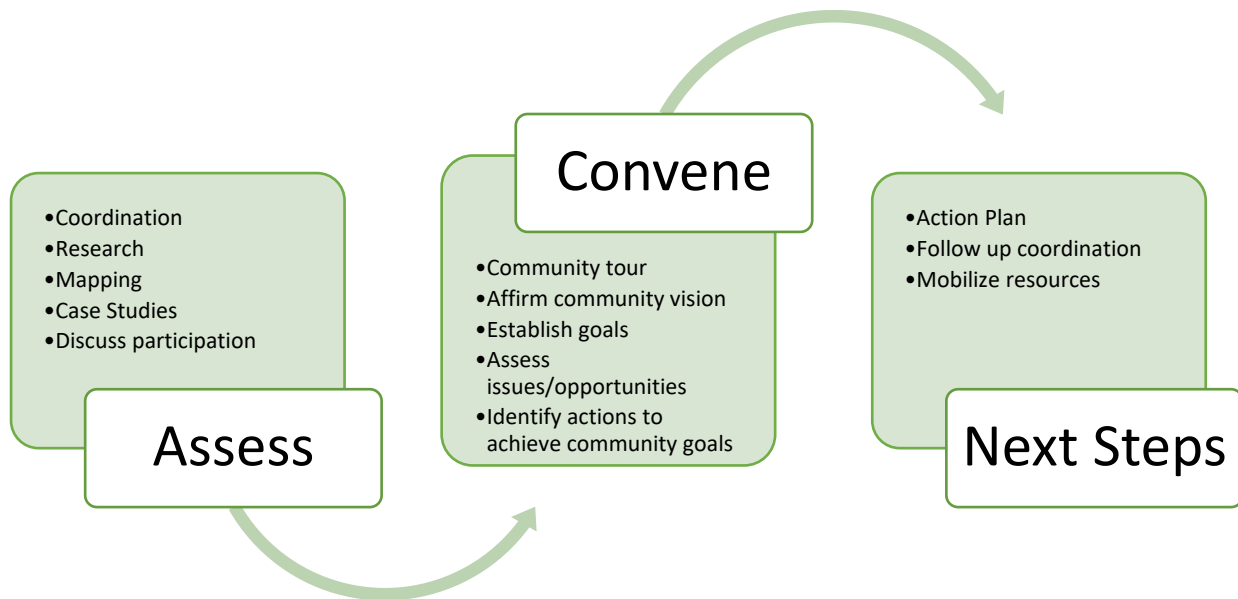 •Coordination
•Research
•Mapping
•Case Studies
•Discuss participation
Assess
Convene
•Community tour
•Affirm community vision
•Establish goals
•Assess
issues/opportunities
•Identify actions to
achieve community goals
•Action Plan
•Follow up coordination
•Mobilize resources
Next Steps